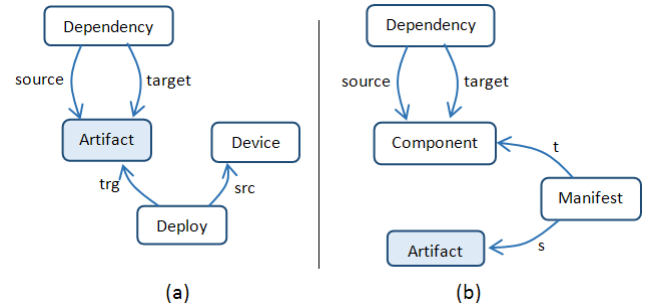 Dependency
source
target
Artifact
Device
trg
src
Deploy
(a)
Dependency
source
target
Component
t
Manifest
Artifact
s
(b)